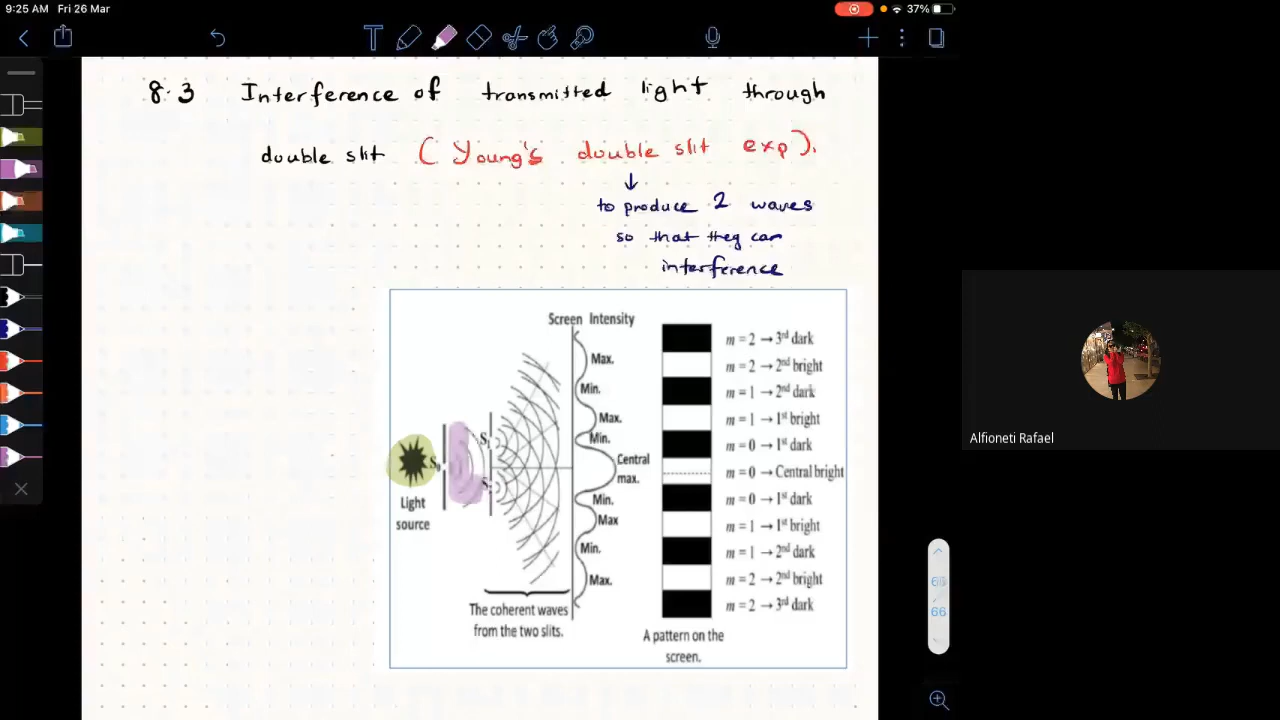 9:25 AM Fri 26 Mar
37%
8.3 Interference of transmitted light through
double slit (Young's double slit exp).
to produce 2 waves
so that they can
interference
Screen Intensity
Max.
Min.
Max.
Min.
Central
max.
Min.
Max
Min.
Max.
S₁
S₀
S
Light
source
The coherent waves
from the two slits.
m = 2 → 3rd dark
m = 2 → 2nd bright
m = 1 → 2nd dark
m = 1 → 1st bright
m = 0 → 1st dark
m = 0 → Central bright
m = 0 → 1st dark
m = 1 → 1st bright
m = 1 → 2nd dark
m = 2 → 2nd bright
m = 2 → 3rd dark
A pattern on the
screen.
66
Alfioneti Rafael